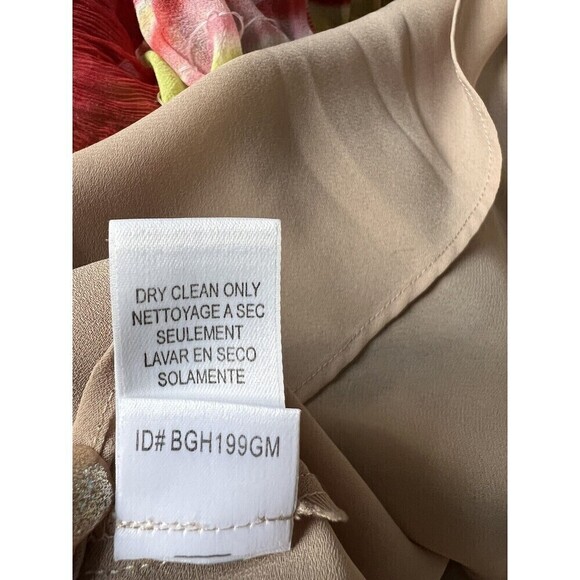 DRY CLEAN ONLY
NETTOYAGE A SEC
SEULEMENT
LAVAR EN SECO
SOLAMENTE
ID# BGH199GM